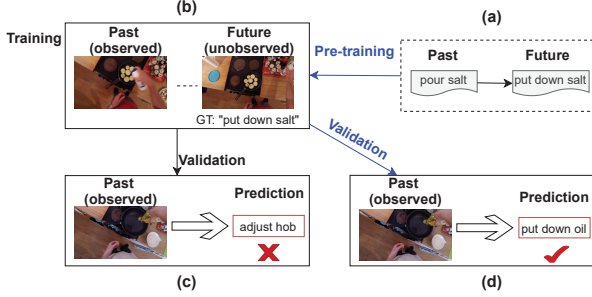 (b)
(a)
Training
Past
(observed)
Future
(unobserved)
GT: "put down salt"
Pre-training
Past
Future
pour salt
put down salt
Validation
Validation
Past
(observed)
Prediction
adjust hob
Past
(observed)
Prediction
put down oil
(c)
(d)